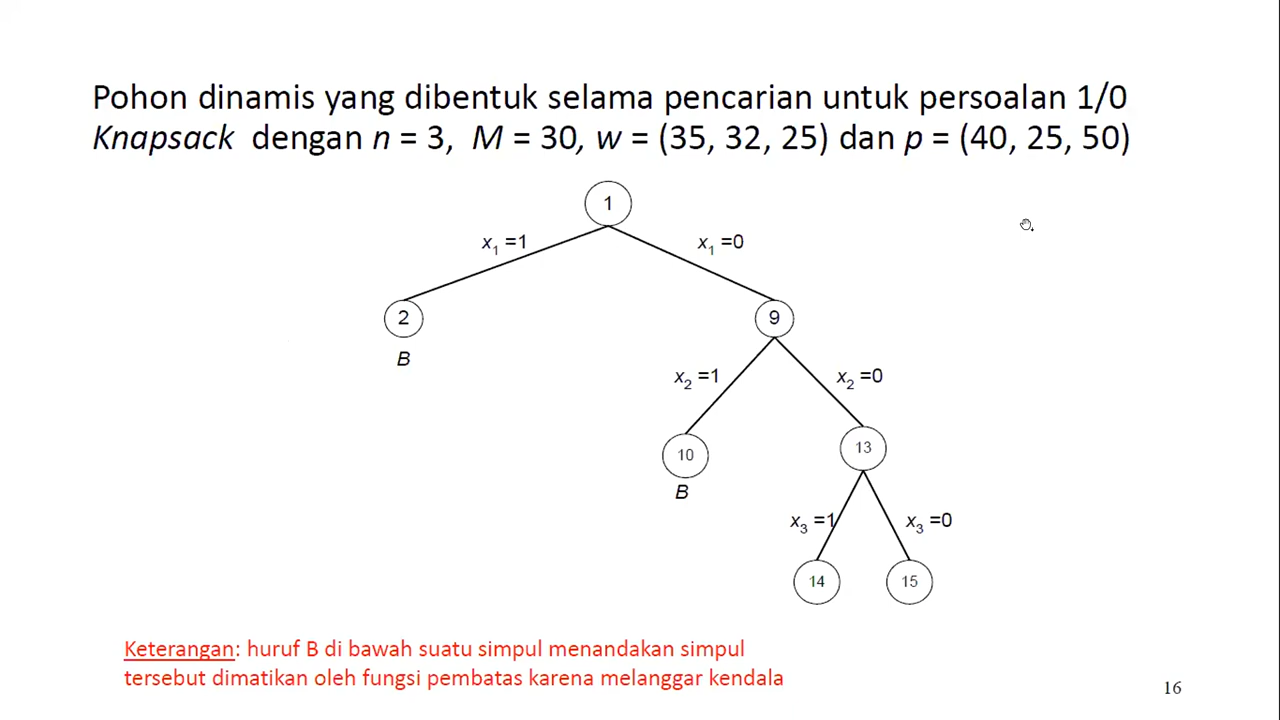 Pohon dinamis yang dibentuk selama pencarian untuk persoalan 1/0
Knapsack dengan n = 3, M = 30, w = (35, 32, 25) dan p = (40, 25, 50)
1
x1 =1
x1 =0
2
9
B
x2 =1
x2 =0
10
13
B
x3 =1
x3 =0
14
15
Keterangan: huruf B di bawah suatu simpul menandakan simpul
tersebut dimatikan oleh fungsi pembatas karena melanggar kendala
16